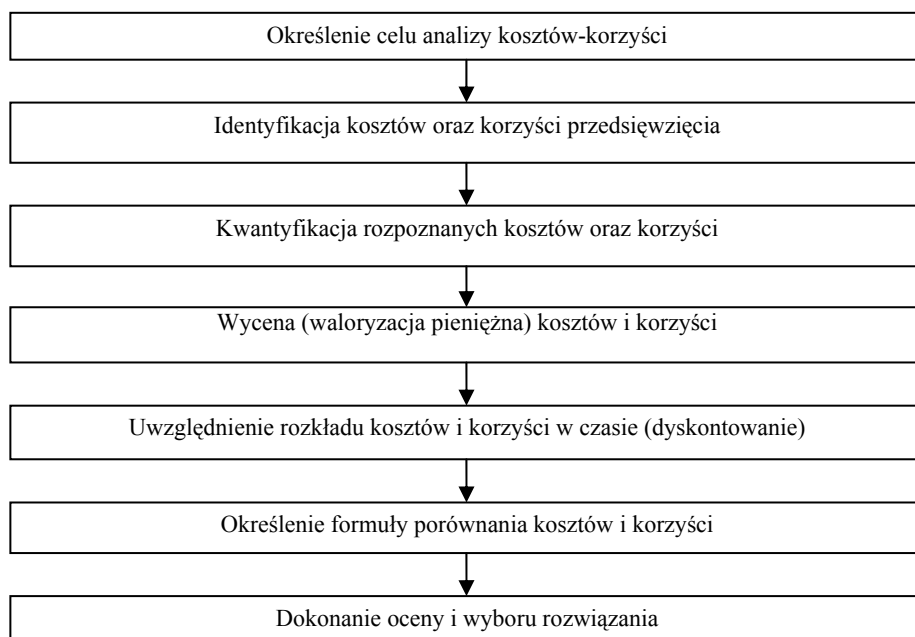 Określenie celu analizy kosztów-korzyści
Identyfikacja kosztów oraz korzyści przedsięwzięcia
Kwantyfikacja rozpoznanych kosztów oraz korzyści
Wycena (waloryzacja pieniężna) kosztów i korzyści
Uwzględnienie rozkładu kosztów i korzyści w czasie (dyskontowanie)
Określenie formuły porównania kosztów i korzyści
Dokonanie oceny i wyboru rozwiązania